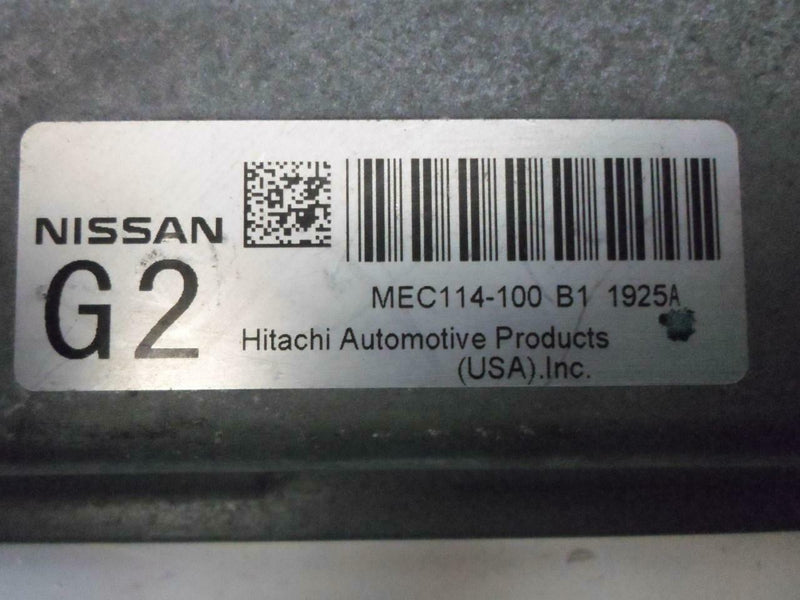 NISSAN
G2
MEC114-100 B1 1925A
Hitachi Automotive Products
(USA).Inc.